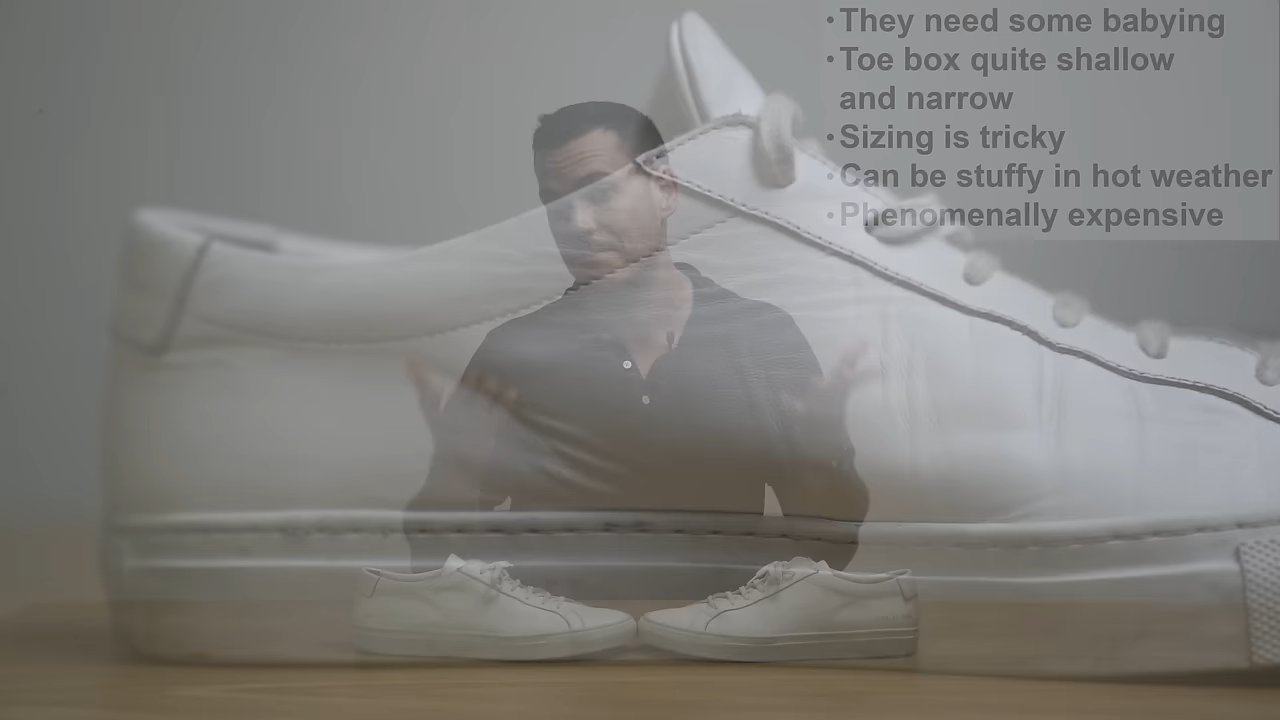 •They need some babying
•Toe box quite shallow
and narrow
•Sizing is tricky
•Can be stuffy in hot weather
•Phenomenally expensive